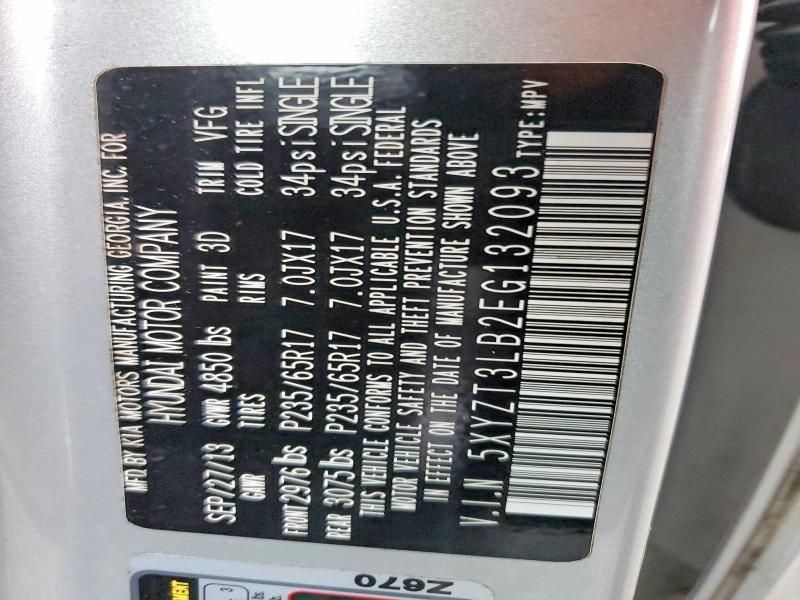 MFD BY KIA MOTORS MANUFACTURING GEORGIA, INC. FOR
HYUNDAI MOTOR COMPANY
SEP/27/13 GVWR 4850 lbs PAINT 3D TRIM VFG
GAWR TIRES RIMS COLD TIRE INFL
FRONT 2976 lbs P235/65R17 7.0JX17 34psi SINGLE
REAR 3075 lbs P235/65R17 7.0JX17 34psi SINGLE
THIS VEHICLE CONFORMS TO ALL APPLICABLE U.S.A. FEDERAL
MOTOR VEHICLE SAFETY AND THEFT PREVENTION STANDARDS
IN EFFECT ON THE DATE OF MANUFACTURE SHOWN ABOVE
V.I.N 5XYZT3LB2EG132093 TYPE:MPV
Z670